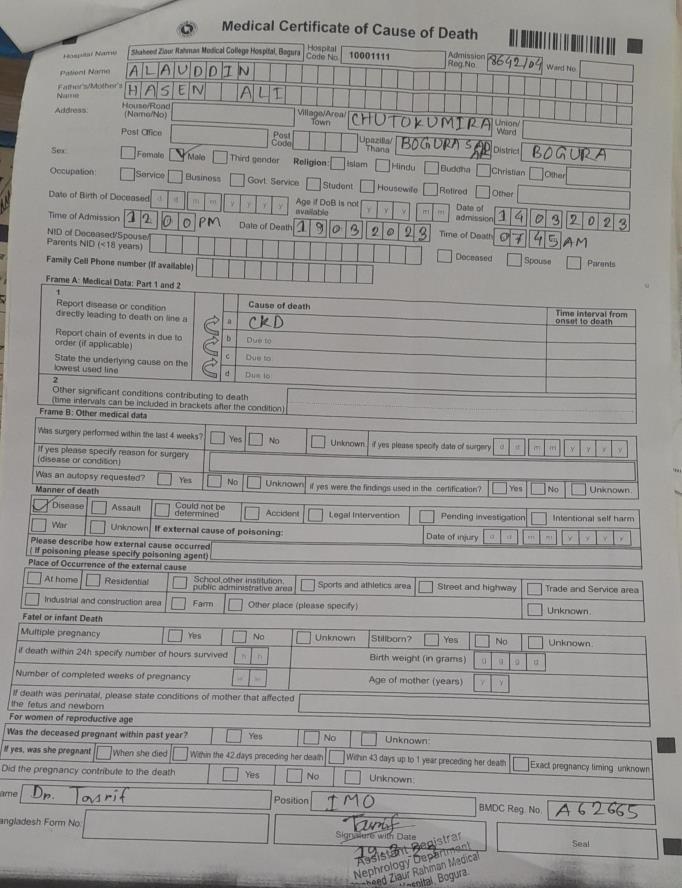 Medical Certificate of Cause of Death
Hospital Name Shaheed Ziaur Rahman Medical College Hospital, Bogura Hospital Code No. 10001111 Admission Reg.No. 8642/04 Ward No.
Patient Name ALAUDDIN
Father's/Mother's Name HASEN ALI
Address: House/Road (Name/No) Village/Area/ Town CHUTOKUMIRA Union/ Ward
Post Office Post Code Upazilla/ Thana BOGURA SADR District BOGURA
Sex: Female Male Third gender Religion: Islam Hindu Buddha Christian Other
Occupation: Service Business Govt. Service Student Housewife Retired Other
Date of Birth of Deceased d d m m y y y y Age if DoB is not available y y y m m Date of admission 14032023
Time of Admission 1200PM Date of Death 19032023 Time of Death 0745AM
NID of Deceased/Spouse/ Parents NID (<18 years) Deceased Spouse Parents
Family Cell Phone number (If available)
Frame A: Medical Data: Part 1 and 2
1
Report disease or condition directly leading to death on line a
Report chain of events in due to order (if applicable)
State the underlying cause on the lowest used line
Cause of death Time interval from onset to death
a CKD
b Due to:
c Due to:
d Due to:
2
Other significant conditions contributing to death
(time intervals can be included in brackets after the condition)
Frame B: Other medical data
Was surgery performed within the last 4 weeks? Yes No Unknown if yes please specify date of surgery d d m m y y y y
If yes please specify reason for surgery (disease or condition)
Was an autopsy requested? Yes No Unknown if yes were the findings used in the certification? Yes No Unknown.
Manner of death
Disease Assault Could not be determined Accident Legal Intervention Pending investigation Intentional self harm
War Unknown If external cause of poisoning: Date of injury d d m m y y y y
Please describe how external cause occurred
( If poisoning please specify poisoning agent)
Place of Occurrence of the external cause
At home Residential School,other institution, public administrative area Sports and athletics area Street and highway Trade and Service area
Industrial and construction area Farm Other place (please specify) Unknown.
Fatel or infant Death
Multiple pregnancy Yes No Unknown Stillborn? Yes No Unknown.
if death within 24h specify number of hours survived h h Birth weight (in grams) g g g g
Number of completed weeks of pregnancy w w Age of mother (years) y y
If death was perinatal, please state conditions of mother that affected the fetus and newborn
For women of reproductive age
Was the deceased pregnant within past year? Yes No Unknown:
If yes, was she pregnant When she died Within the 42 days preceding her death Within 43 days up to 1 year preceding her death Exact pregnancy timing unknown
Did the pregnancy contribute to the death Yes No Unknown:
ame Dr. Tasrif Position IMO BMDC Reg. No. A 62665
angladesh Form No:
Signature with Date Seal
Assistant Registrar
Nephrology Department
heed Ziaur Rahman Medical
Hospital, Bogura.